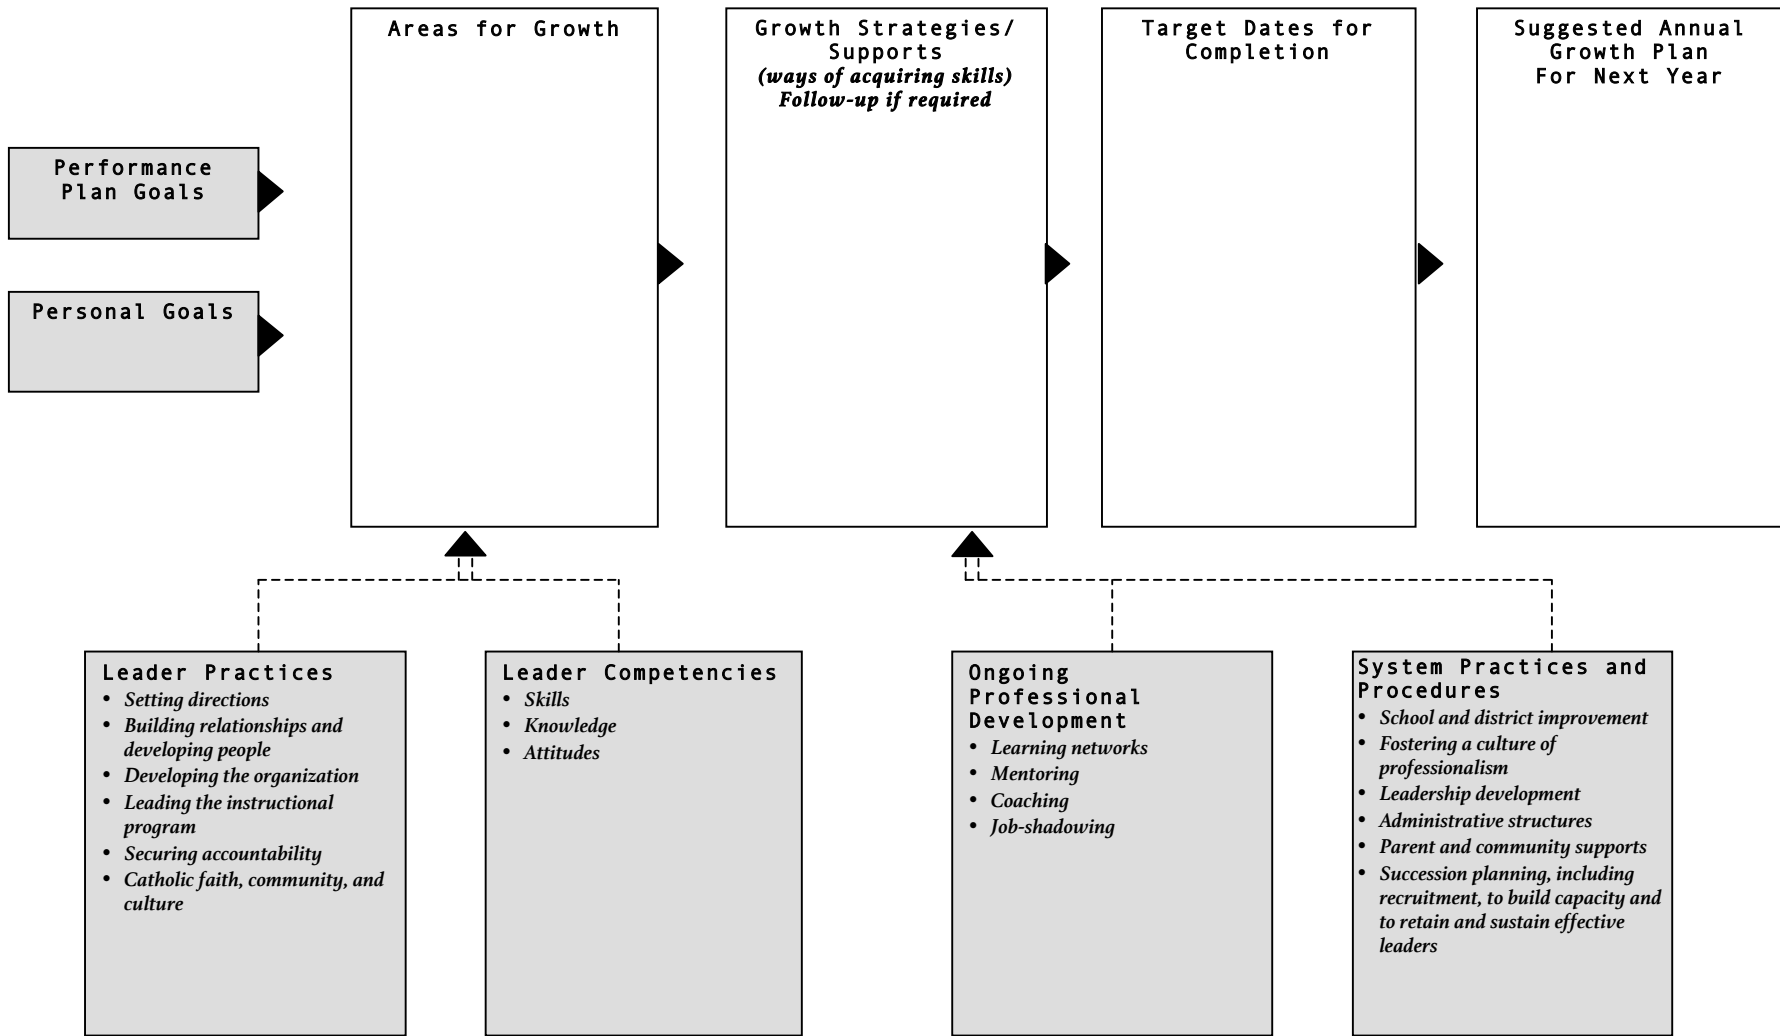 Areas for Growth
Growth Strategies/
Supports
(ways of acquiring skills)
Follow-up if required
Target Dates for
Completion
Suggested Annual
Growth Plan
For Next Year
Performance
Plan Goals
Personal Goals
Leader Practices
• Setting directions
• Building relationships and
developing people
• Developing the organization
• Leading the instructional
program
• Securing accountability
• Catholic faith, community, and
culture
Leader Competencies
• Skills
• Knowledge
• Attitudes
Ongoing
Professional
Development
• Learning networks
• Mentoring
• Coaching
• Job-shadowing
System Practices and
Procedures
• School and district improvement
• Fostering a culture of
professionalism
• Leadership development
• Administrative structures
• Parent and community supports
• Succession planning, including
recruitment, to build capacity and
to retain and sustain effective
leaders